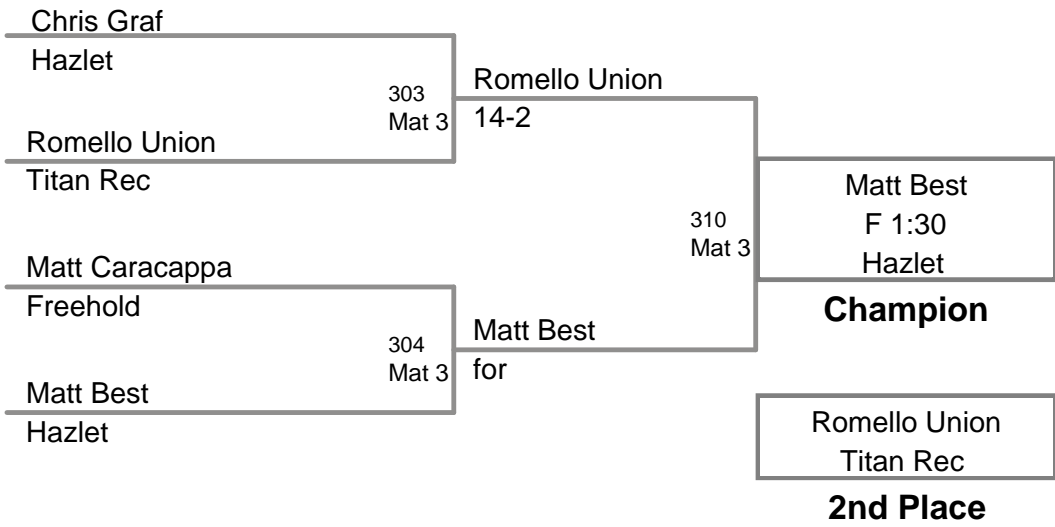 Chris Graf
Hazlet
303
Mat 3
Romello Union
14-2
Romello Union
Titan Rec
Matt Best
F 1:30
Hazlet
Champion
310
Mat 3
Matt Caracappa
Freehold
304
Mat 3
Matt Best
for
Matt Best
Hazlet
Romello Union
Titan Rec
2nd Place